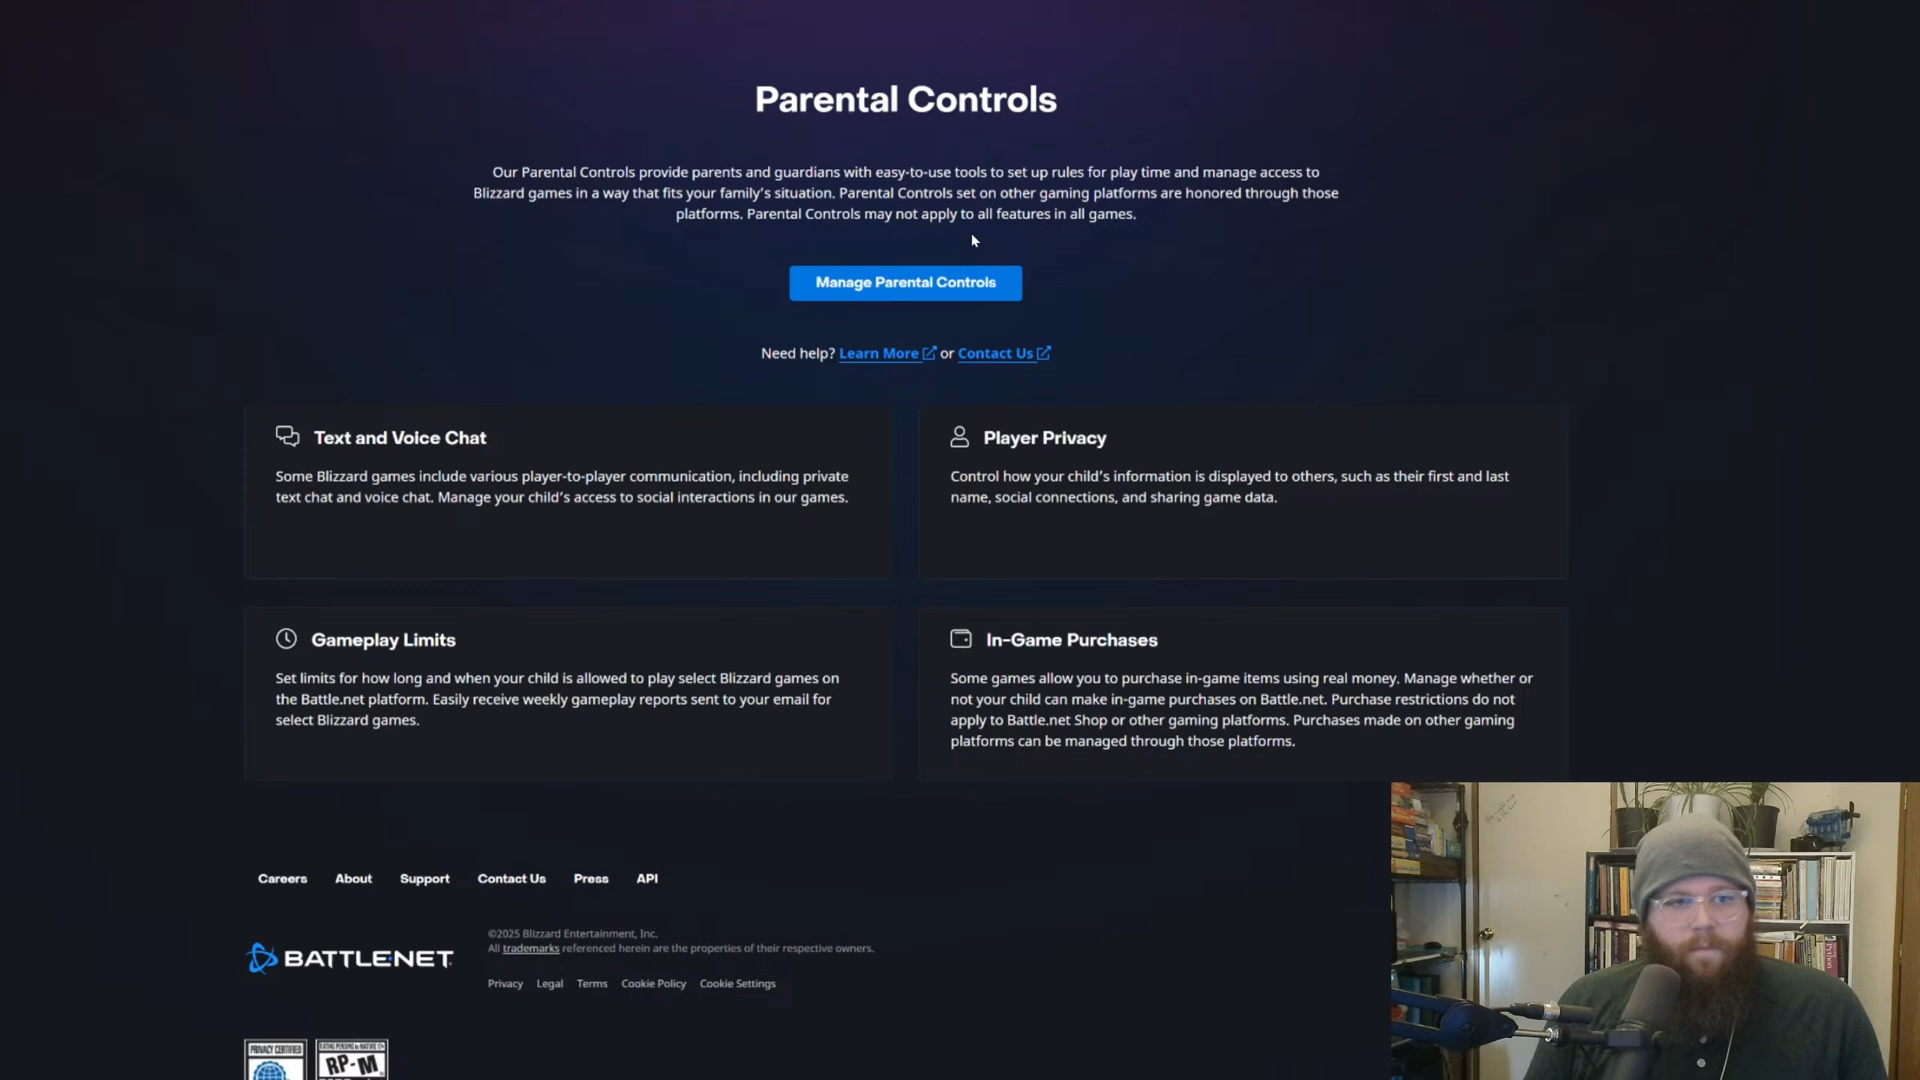 Parental Controls
Our Parental Controls provide parents and guardians with easy-to-use tools to set up rules for play time and manage access to
Blizzard games in a way that fits your family's situation. Parental Controls set on other gaming platforms are honored through those
platforms. Parental Controls may not apply to all features in all games.
Manage Parental Controls
Need help? Learn More or Contact Us
Text and Voice Chat
Some Blizzard games include various player-to-player communication, including private
text chat and voice chat. Manage your child's access to social interactions in our games.
Player Privacy
Control how your child's information is displayed to others, such as their first and last
name, social connections, and sharing game data.
Gameplay Limits
Set limits for how long and when your child is allowed to play select Blizzard games on
the Battle.net platform. Easily receive weekly gameplay reports sent to your email for
select Blizzard games.
In-Game Purchases
Some games allow you to purchase in-game items using real money. Manage whether or
not your child can make in-game purchases on Battle.net. Purchase restrictions do not
apply to Battle.net Shop or other gaming platforms. Purchases made on other gaming
platforms can be managed through those platforms.
Careers About Support Contact Us Press API
BATTLE.NET
©2025 Blizzard Entertainment, Inc.
All trademarks referenced herein are the properties of their respective owners.
Privacy Legal Terms Cookie Policy Cookie Settings
PRIVACY CERTIFIED
RATING PENDING to MATURE 17+
RP-M
Python